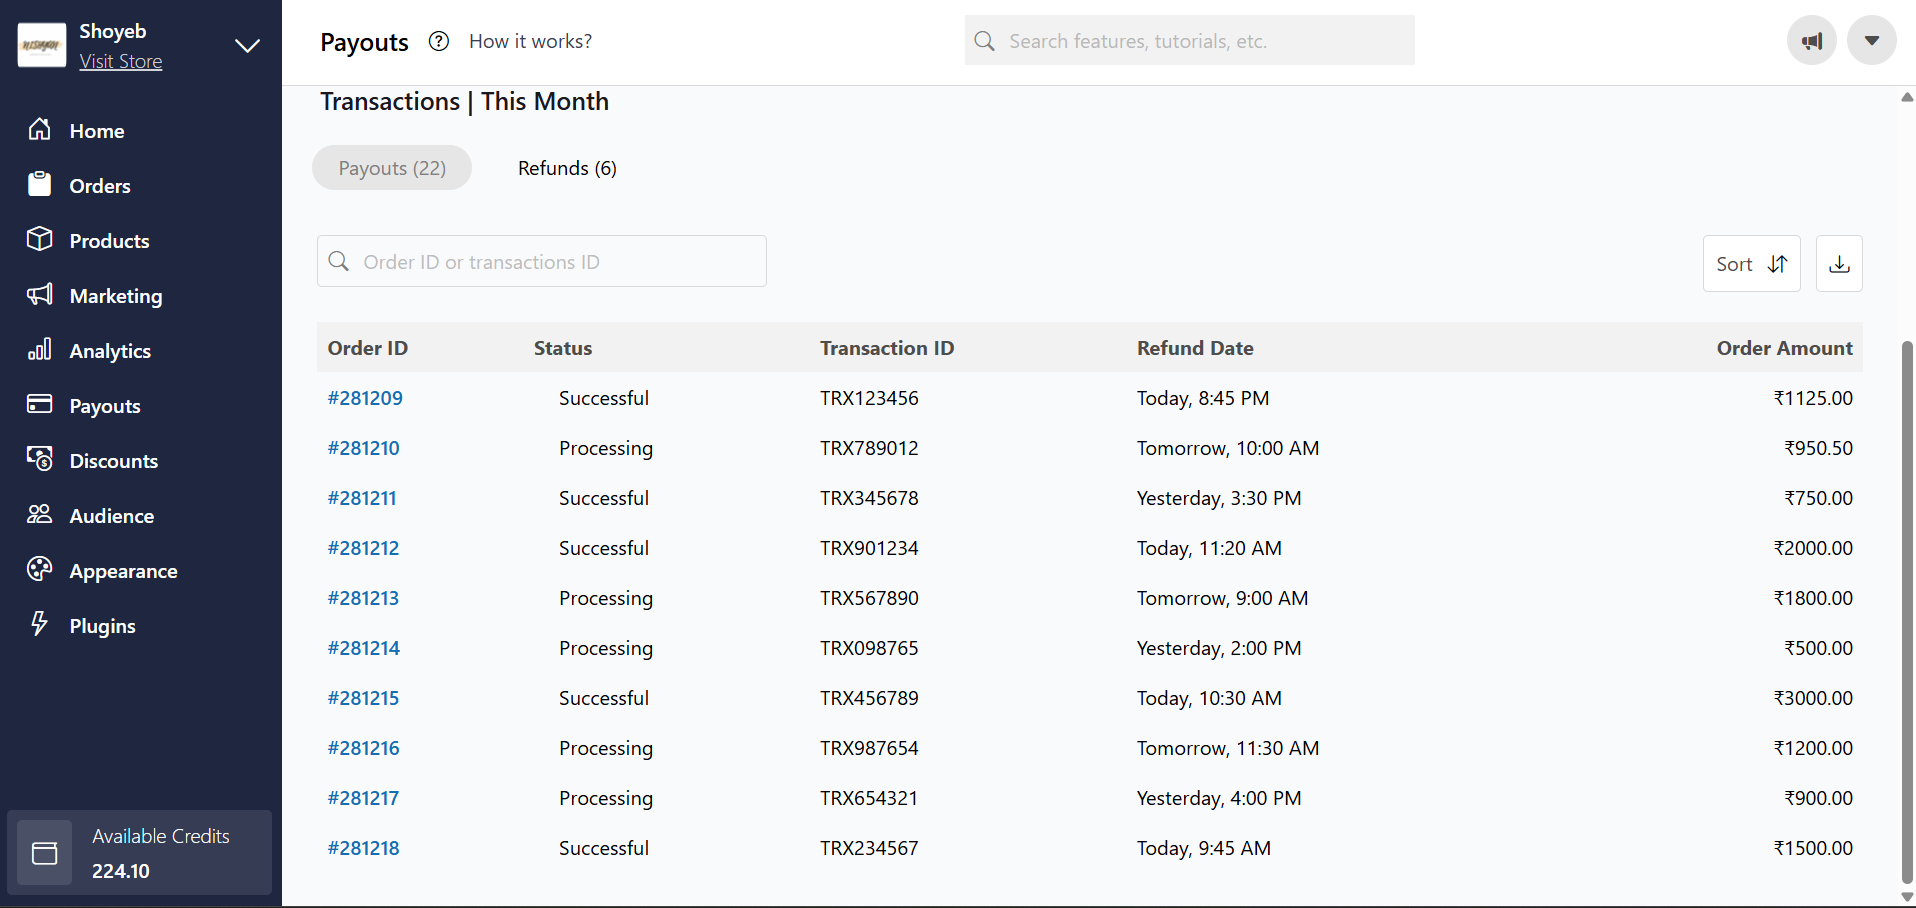 Shoyeb
Visit Store
Home
Orders
Products
Marketing
Analytics
Payouts
Discounts
Audience
Appearance
Plugins
Available Credits
224.10
Payouts ? How it works? Search features, tutorials, etc.
Transactions | This Month
Payouts (22) Refunds (6)
Order ID or transactions ID Sort
Order ID Status Transaction ID Refund Date Order Amount
#281209 Successful TRX123456 Today, 8:45 PM ₹1125.00
#281210 Processing TRX789012 Tomorrow, 10:00 AM ₹950.50
#281211 Successful TRX345678 Yesterday, 3:30 PM ₹750.00
#281212 Successful TRX901234 Today, 11:20 AM ₹2000.00
#281213 Processing TRX567890 Tomorrow, 9:00 AM ₹1800.00
#281214 Processing TRX098765 Yesterday, 2:00 PM ₹500.00
#281215 Successful TRX456789 Today, 10:30 AM ₹3000.00
#281216 Processing TRX987654 Tomorrow, 11:30 AM ₹1200.00
#281217 Processing TRX654321 Yesterday, 4:00 PM ₹900.00
#281218 Successful TRX234567 Today, 9:45 AM ₹1500.00